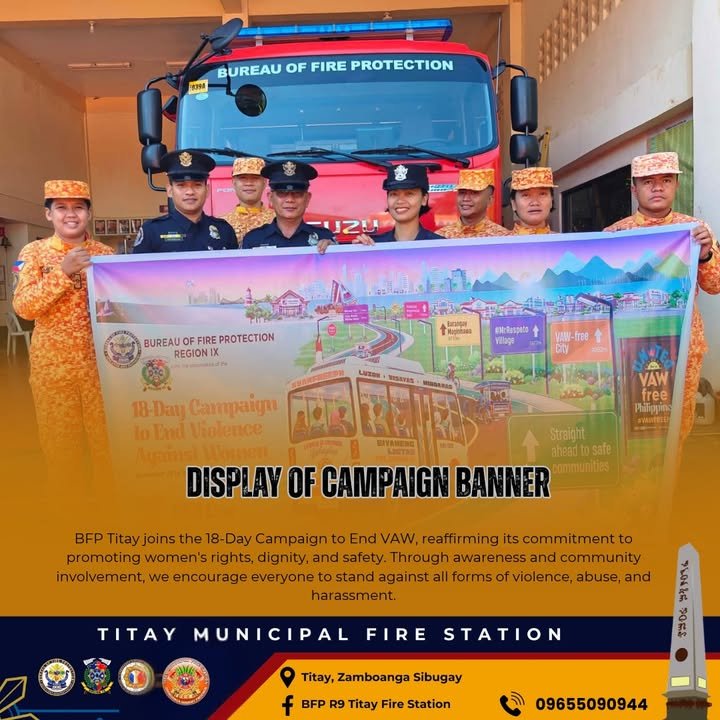 BUREAU OF FIRE PROTECTION
SUZU
BUREAU OF FIRE PROTECTION
REGION IX
18-Day Campaign
to End Violence
Against Women
LUZON • VISAYAS • MINDANAO
Barangay
Maginhawa
#MrRespeto
Village
VAW-free
City
VAW
free
Philippines
Straight
ahead to safe
communities
DISPLAY OF CAMPAIGN BANNER
BFP Titay joins the 18-Day Campaign to End VAW, reaffirming its commitment to
promoting women's rights, dignity, and safety. Through awareness and community
involvement, we encourage everyone to stand against all forms of violence, abuse, and
harassment.
TITAY MUNICIPAL FIRE STATION
Titay, Zamboanga Sibugay
BFP R9 Titay Fire Station
09655090944